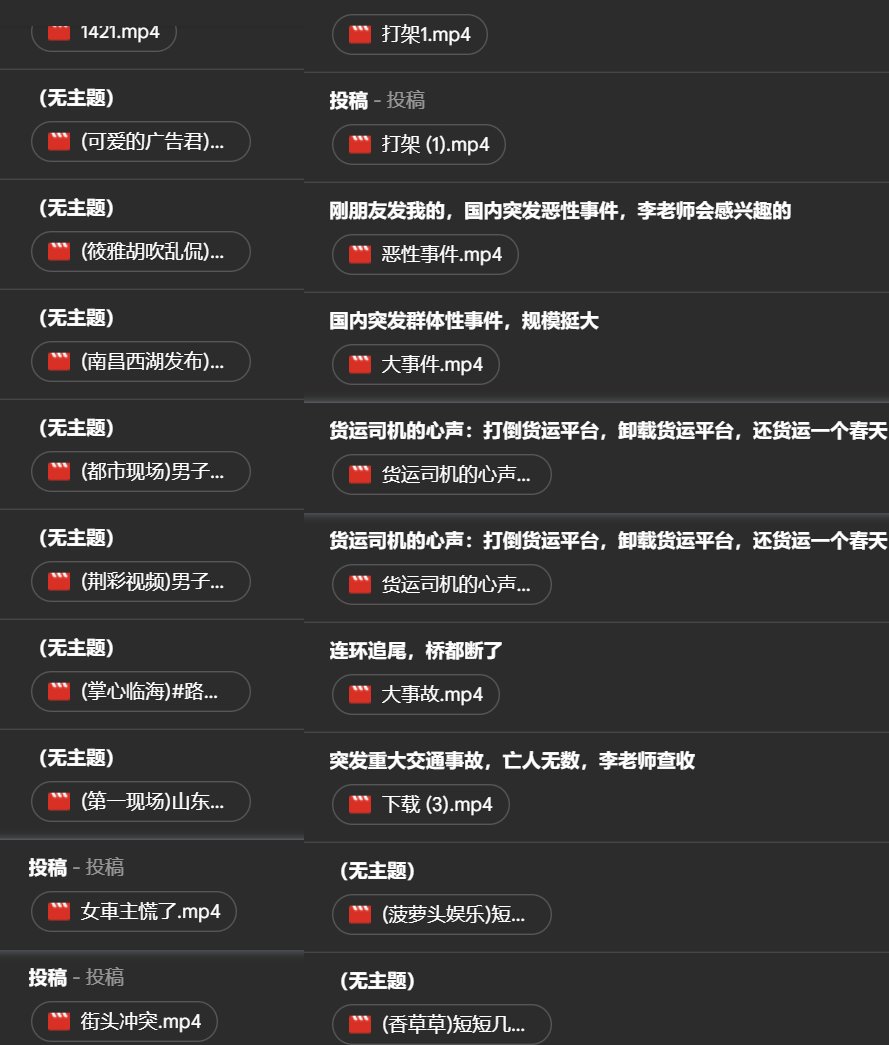 1421.mp4
(无主题)
(可爱的广告君)...
(无主题)
(筱雅胡吹乱侃)...
(无主题)
(南昌西湖发布)...
(无主题)
(都市现场)男子...
(无主题)
(荆彩视频)男子...
(无主题)
(掌心临海)#路...
(无主题)
(第一现场)山东...
投稿 - 投稿
女車主慌了.mp4
投稿 - 投稿
街头冲突.mp4
打架1.mp4
投稿 - 投稿
打架 (1).mp4
刚朋友发我的，国内突发恶性事件，李老师会感兴趣的
恶性事件.mp4
国内突发群体性事件，规模挺大
大事件.mp4
货运司机的心声：打倒货运平台，卸载货运平台，还货运一个春天
货运司机的心声...
货运司机的心声：打倒货运平台，卸载货运平台，还货运一个春天
货运司机的心声...
连环追尾，桥都断了
大事故.mp4
突发重大交通事故，亡人无数，李老师查收
下载 (3).mp4
(无主题)
(菠萝头娱乐)短...
(无主题)
(香草草)短短几...